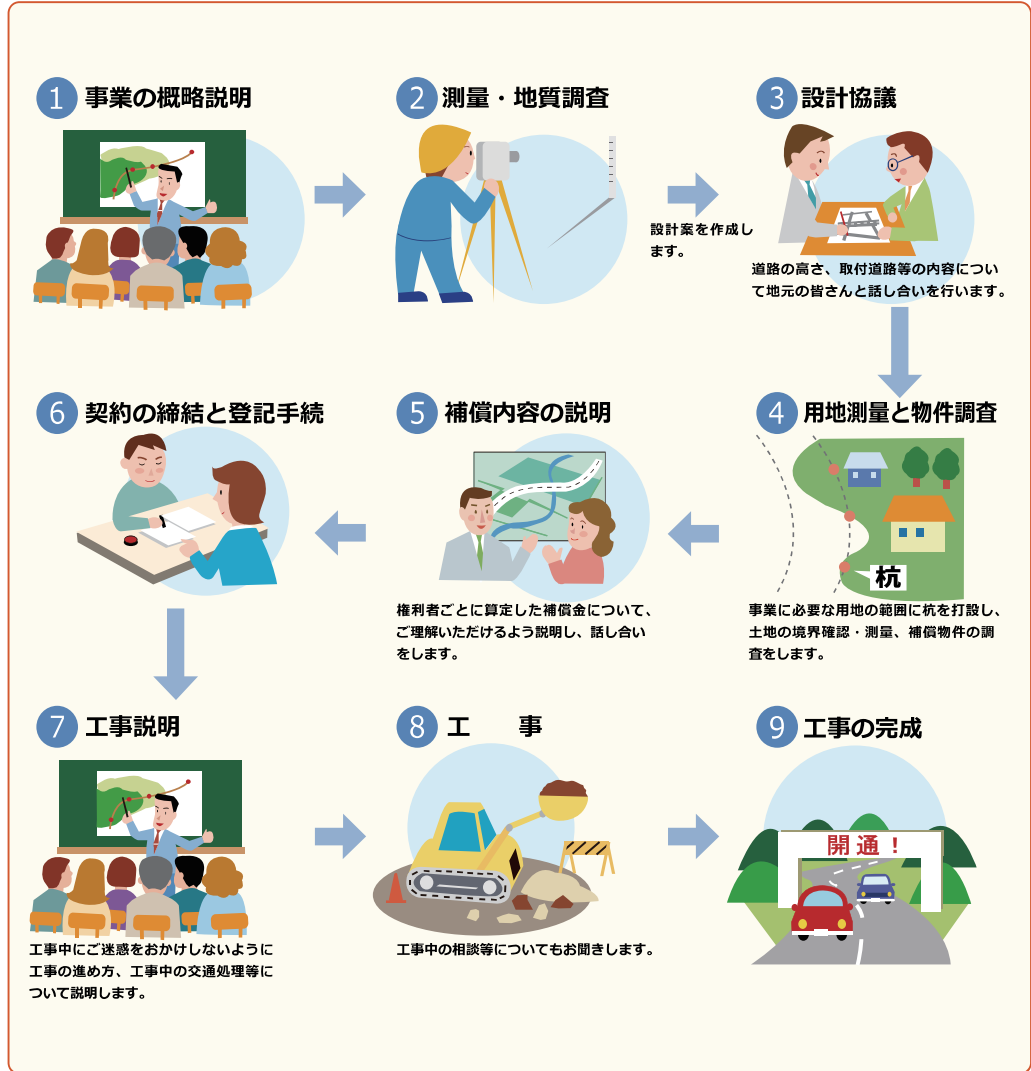 1 事業の概略説明
2 測量・地質調査
設計案を作成し
ます。
3 設計協議
道路の高さ、取付道路等の内容につい
て地元の皆さんと話し合いを行います。
4 用地測量と物件調査
杭
事業に必要な用地の範囲に杭を打設し、
土地の境界確認・測量、補償物件の調
査をします。
5 補償内容の説明
権利者ごとに算定した補償金について、
ご理解いただけるよう説明し、話し合い
をします。
6 契約の締結と登記手続
7 工事説明
工事中にご迷惑をおかけしないように
工事の進め方、工事中の交通処理等に
ついて説明します。
8 工　　事
工事中の相談等についてもお聞きします。
9 工事の完成
開通！